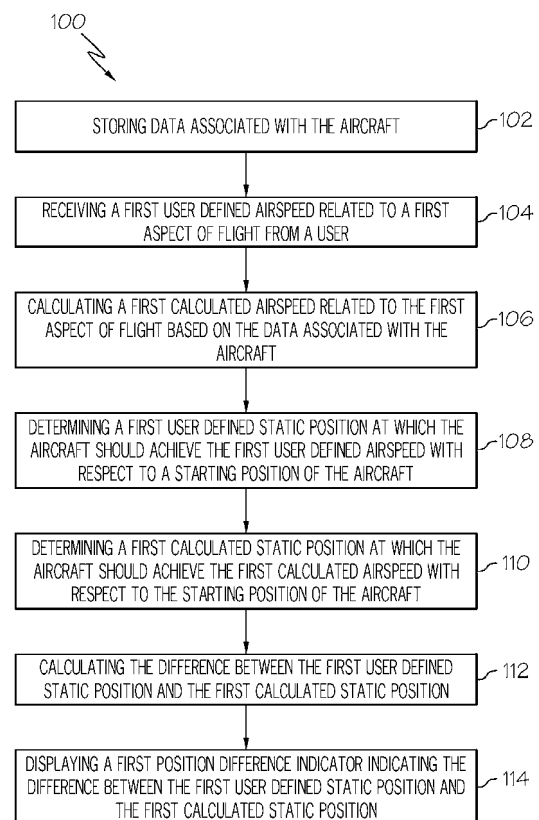 100
STORING DATA ASSOCIATED WITH THE AIRCRAFT
102
RECEIVING A FIRST USER DEFINED AIRSPEED RELATED TO A FIRST
ASPECT OF FLIGHT FROM A USER
104
CALCULATING A FIRST CALCULATED AIRSPEED RELATED TO THE FIRST
ASPECT OF FLIGHT BASED ON THE DATA ASSOCIATED WITH THE
AIRCRAFT
106
DETERMINING A FIRST USER DEFINED STATIC POSITION AT WHICH THE
AIRCRAFT SHOULD ACHIEVE THE FIRST USER DEFINED AIRSPEED WITH
RESPECT TO A STARTING POSITION OF THE AIRCRAFT
108
DETERMINING A FIRST CALCULATED STATIC POSITION AT WHICH THE
AIRCRAFT SHOULD ACHIEVE THE FIRST CALCULATED AIRSPEED WITH
RESPECT TO THE STARTING POSITION OF THE AIRCRAFT
110
CALCULATING THE DIFFERENCE BETWEEN THE FIRST USER DEFINED
STATIC POSITION AND THE FIRST CALCULATED STATIC POSITION
112
DISPLAYING A FIRST POSITION DIFFERENCE INDICATOR INDICATING THE
DIFFERENCE BETWEEN THE FIRST USER DEFINED STATIC POSITION AND
THE FIRST CALCULATED STATIC POSITION
114